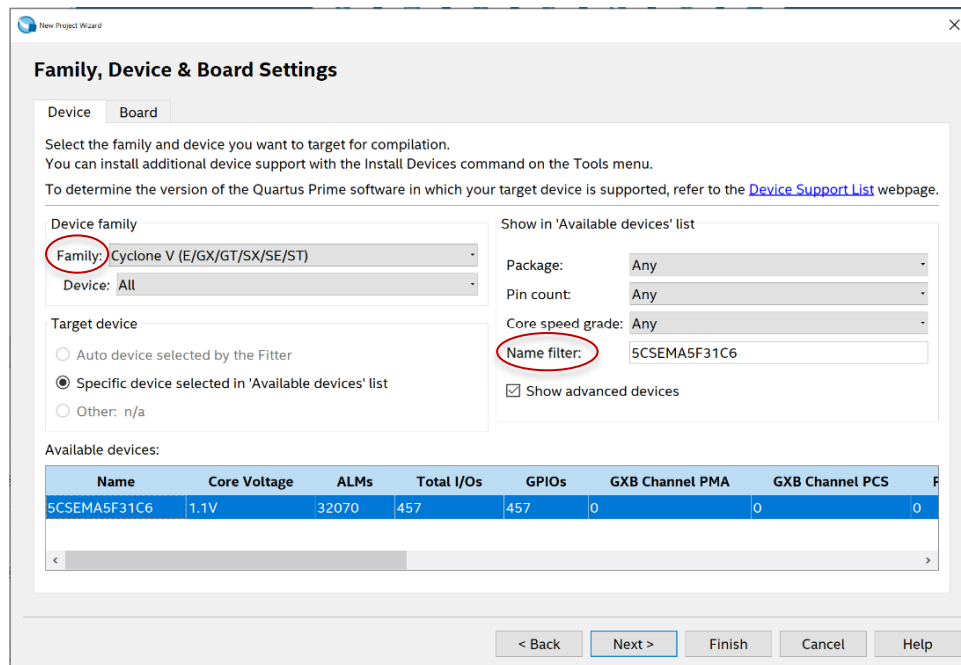 New Project Wizard
Family, Device & Board Settings
Device Board
Select the family and device you want to target for compilation.
You can install additional device support with the Install Devices command on the Tools menu.
To determine the version of the Quartus Prime software in which your target device is supported, refer to the Device Support List webpage.
Device family
Family: Cyclone V (E/GX/GT/SX/SE/ST)
Device: All
Target device
Auto device selected by the Fitter
Specific device selected in 'Available devices' list
Other: n/a
Show in 'Available devices' list
Package: Any
Pin count: Any
Core speed grade: Any
Name filter: 5CSEMA5F31C6
Show advanced devices
Available devices:
Name Core Voltage ALMs Total I/Os GPIOs GXB Channel PMA GXB Channel PCS
5CSEMA5F31C6 1.1V 32070 457 457 0 0 0
< Back Next > Finish Cancel Help